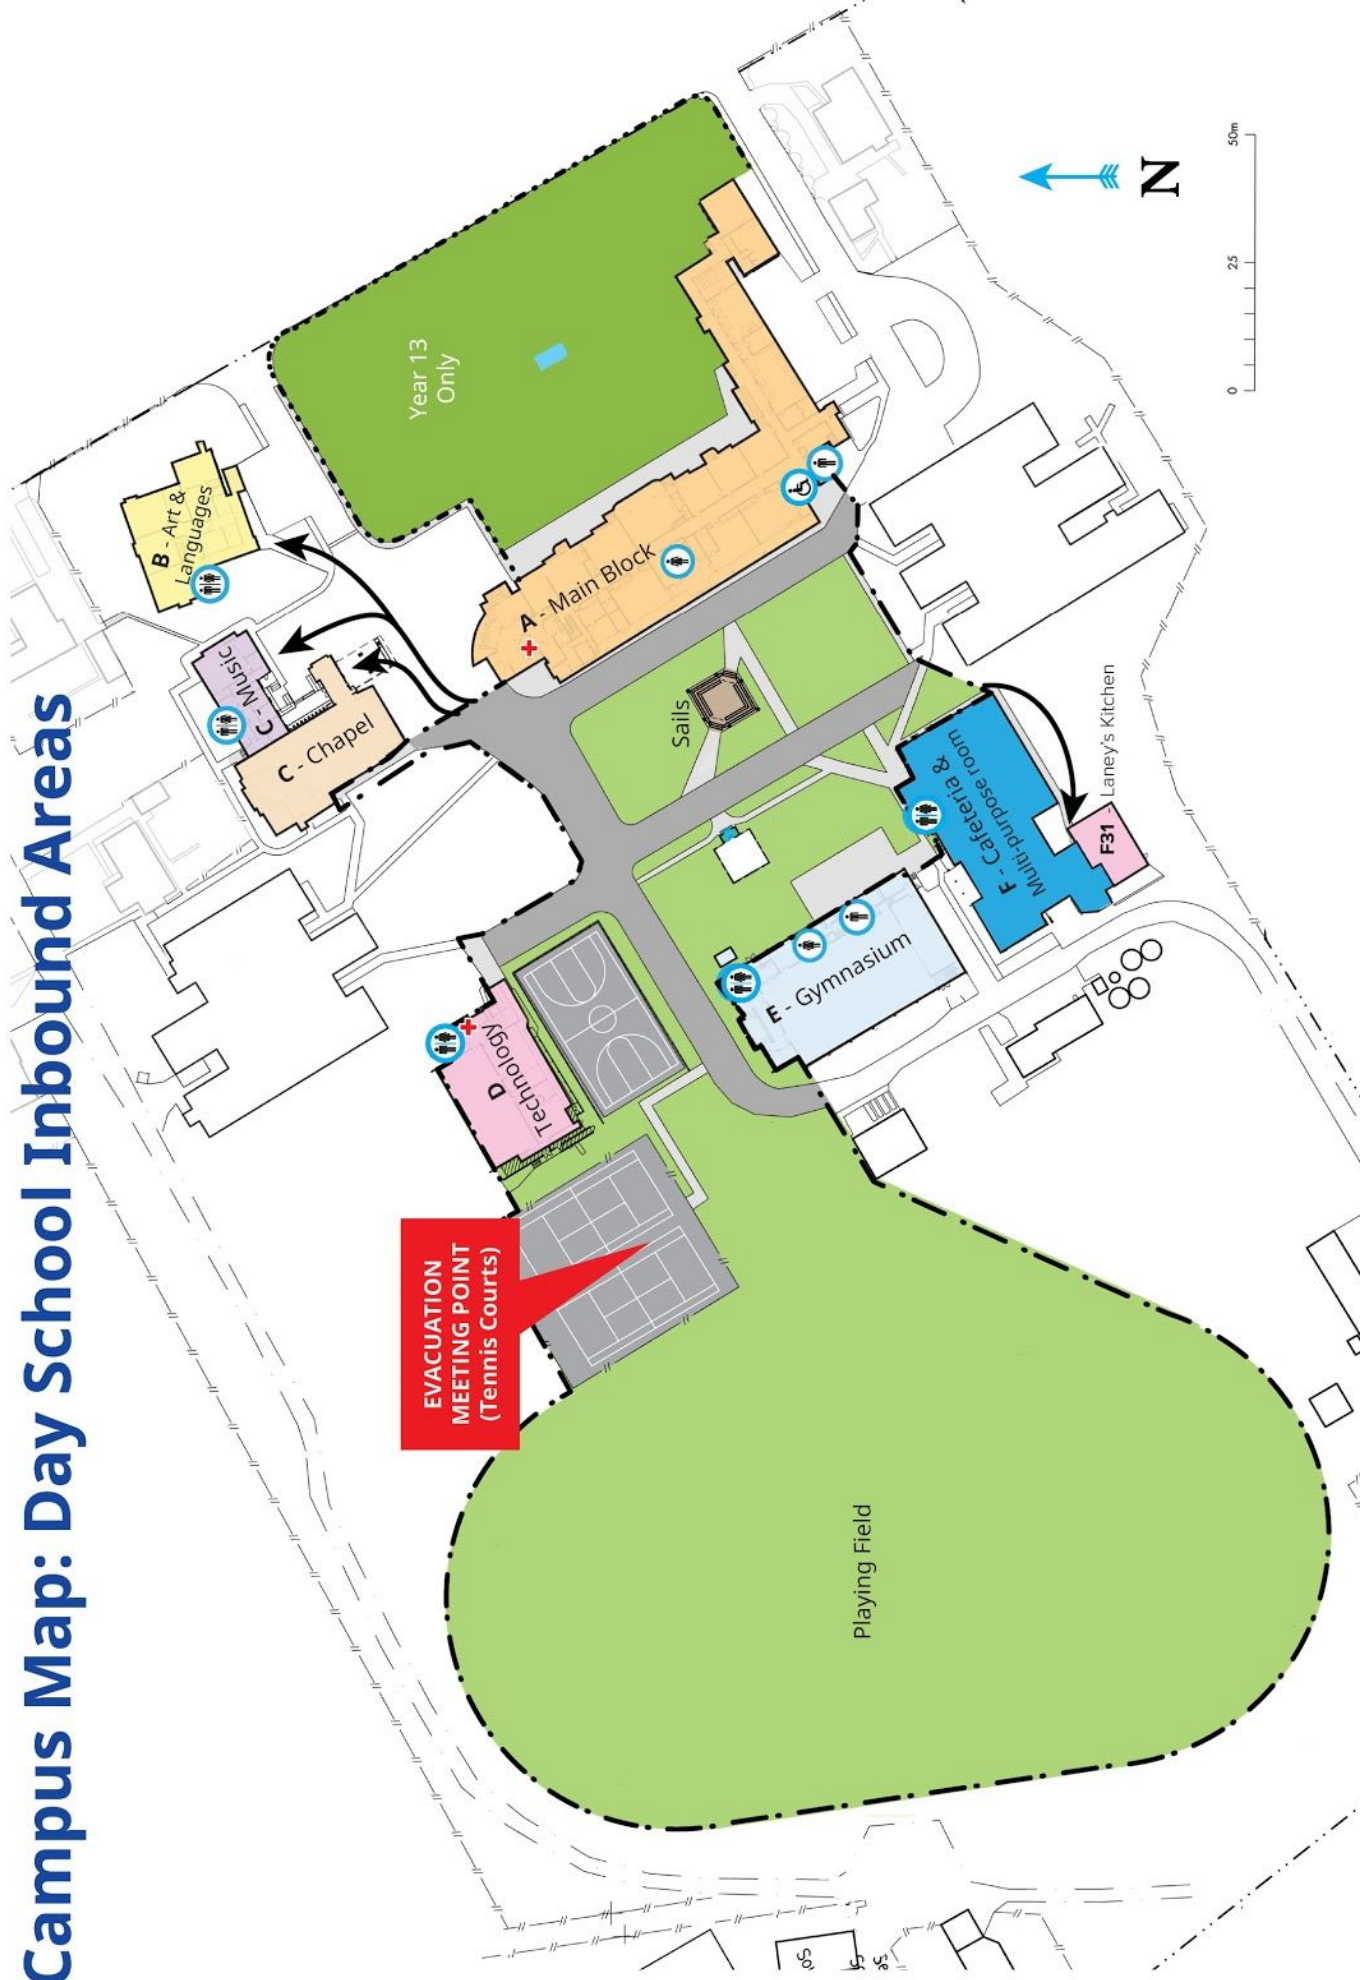 Campus Map: Day School Inbound Areas
B - Art &
Languages
C - Music
C - Chapel
Year 13
Only
A - Main Block
Sails
D
Technology
EVACUATION
MEETING POINT
(Tennis Courts)
E - Gymnasium
F - Cafeteria &
Multi-purpose room
F31 - Laney's Kitchen
Playing Field
N
0 25 50m